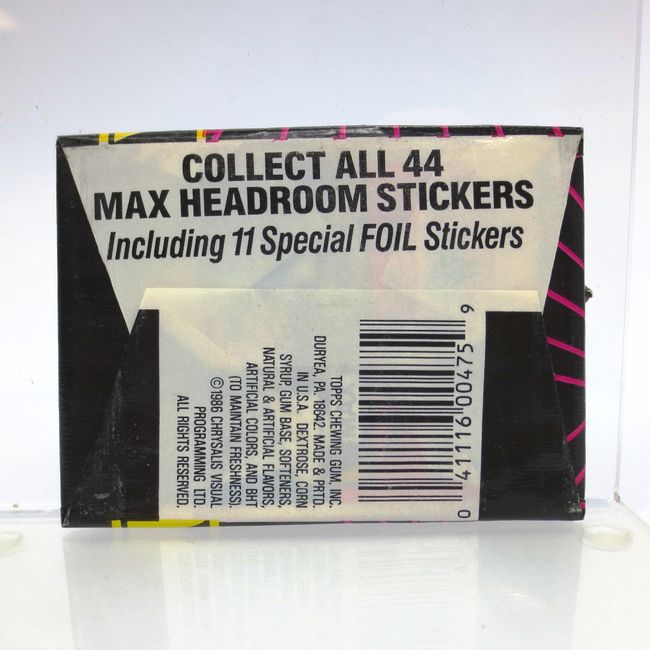 COLLECT ALL 44
MAX HEADROOM STICKERS
Including 11 Special FOIL Stickers
TOPPS CHEWING GUM, INC.
DURYEA, PA. 18642. MADE & PRTD.
IN U.S.A. DEXTROSE, CORN
SYRUP, GUM BASE, SOFTENERS,
NATURAL & ARTIFICIAL FLAVORS,
ARTIFICIAL COLORS, AND BHT
(TO MAINTAIN FRESHNESS).
©1986 CHRYSALIS VISUAL
PROGRAMMING LTD.
ALL RIGHTS RESERVED.
0 41116 00475 9